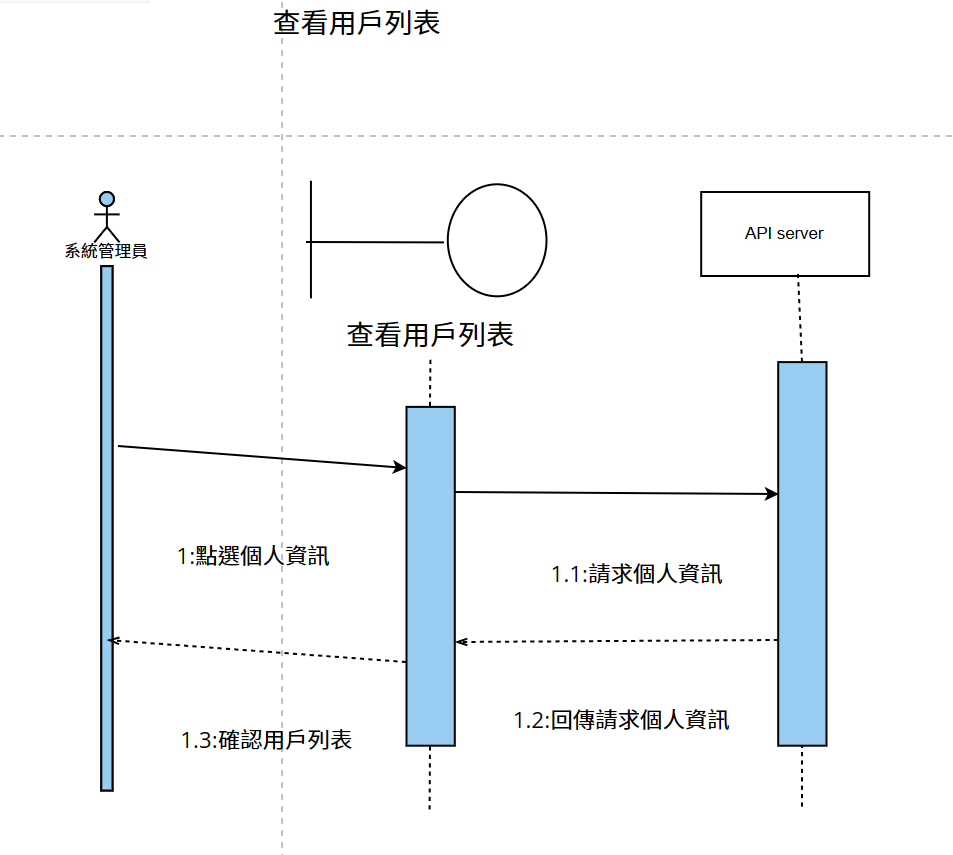 查看用戶列表
系統管理員
API server
查看用戶列表
1:點選個人資訊
1.1:請求個人資訊
1.2:回傳請求個人資訊
1.3:確認用戶列表